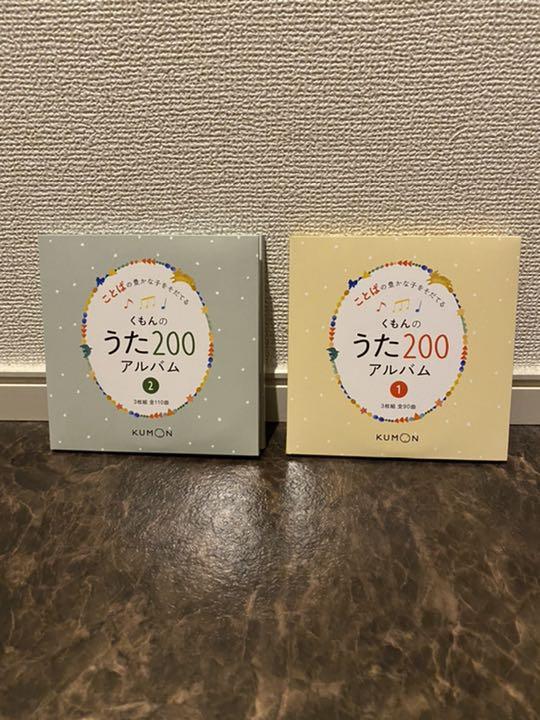 ことばの豊かな子をそだてる
くもんの
うた200
アルバム
2
3枚組 全110曲
KUMON
ことばの豊かな子をそだてる
くもんの
うた200
アルバム
1
3枚組 全90曲
KUMON